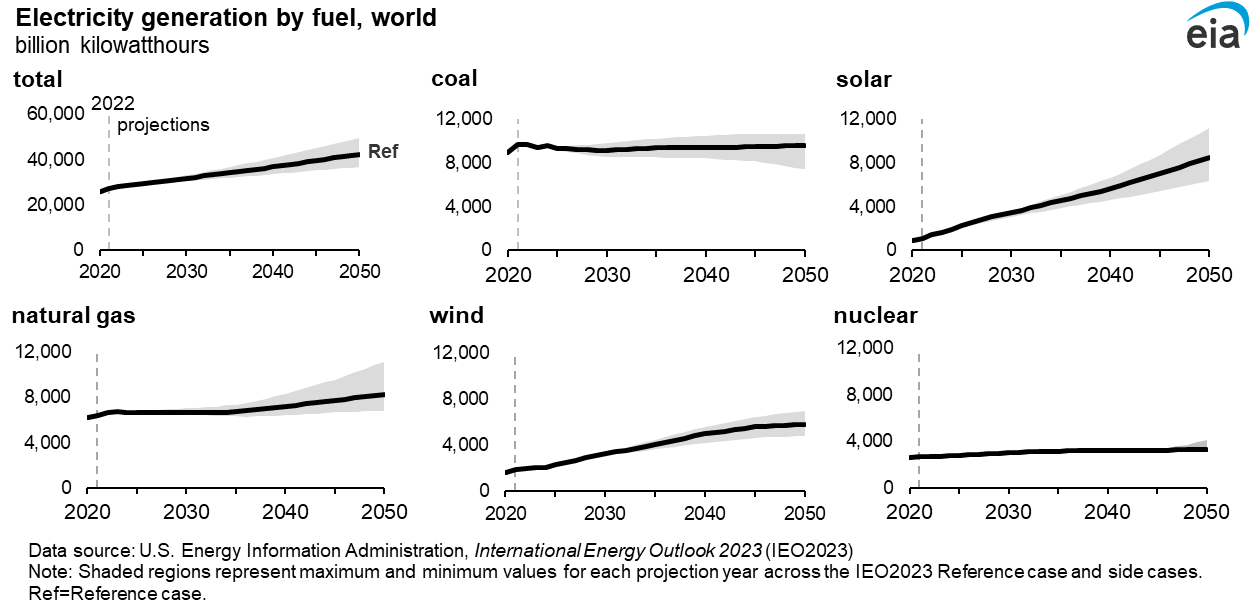 Electricity generation by fuel, world
billion kilowatthours
eia
total
60,000
40,000
20,000
0
2022
projections
Ref
2020 2030 2040 2050
coal
12,000
8,000
4,000
0
2020 2030 2040 2050
solar
12,000
8,000
4,000
0
2020 2030 2040 2050
natural gas
12,000
8,000
4,000
0
2020 2030 2040 2050
wind
12,000
8,000
4,000
0
2020 2030 2040 2050
nuclear
12,000
8,000
4,000
0
2020 2030 2040 2050
Data source: U.S. Energy Information Administration, International Energy Outlook 2023 (IEO2023)
Note: Shaded regions represent maximum and minimum values for each projection year across the IEO2023 Reference case and side cases.
Ref=Reference case.